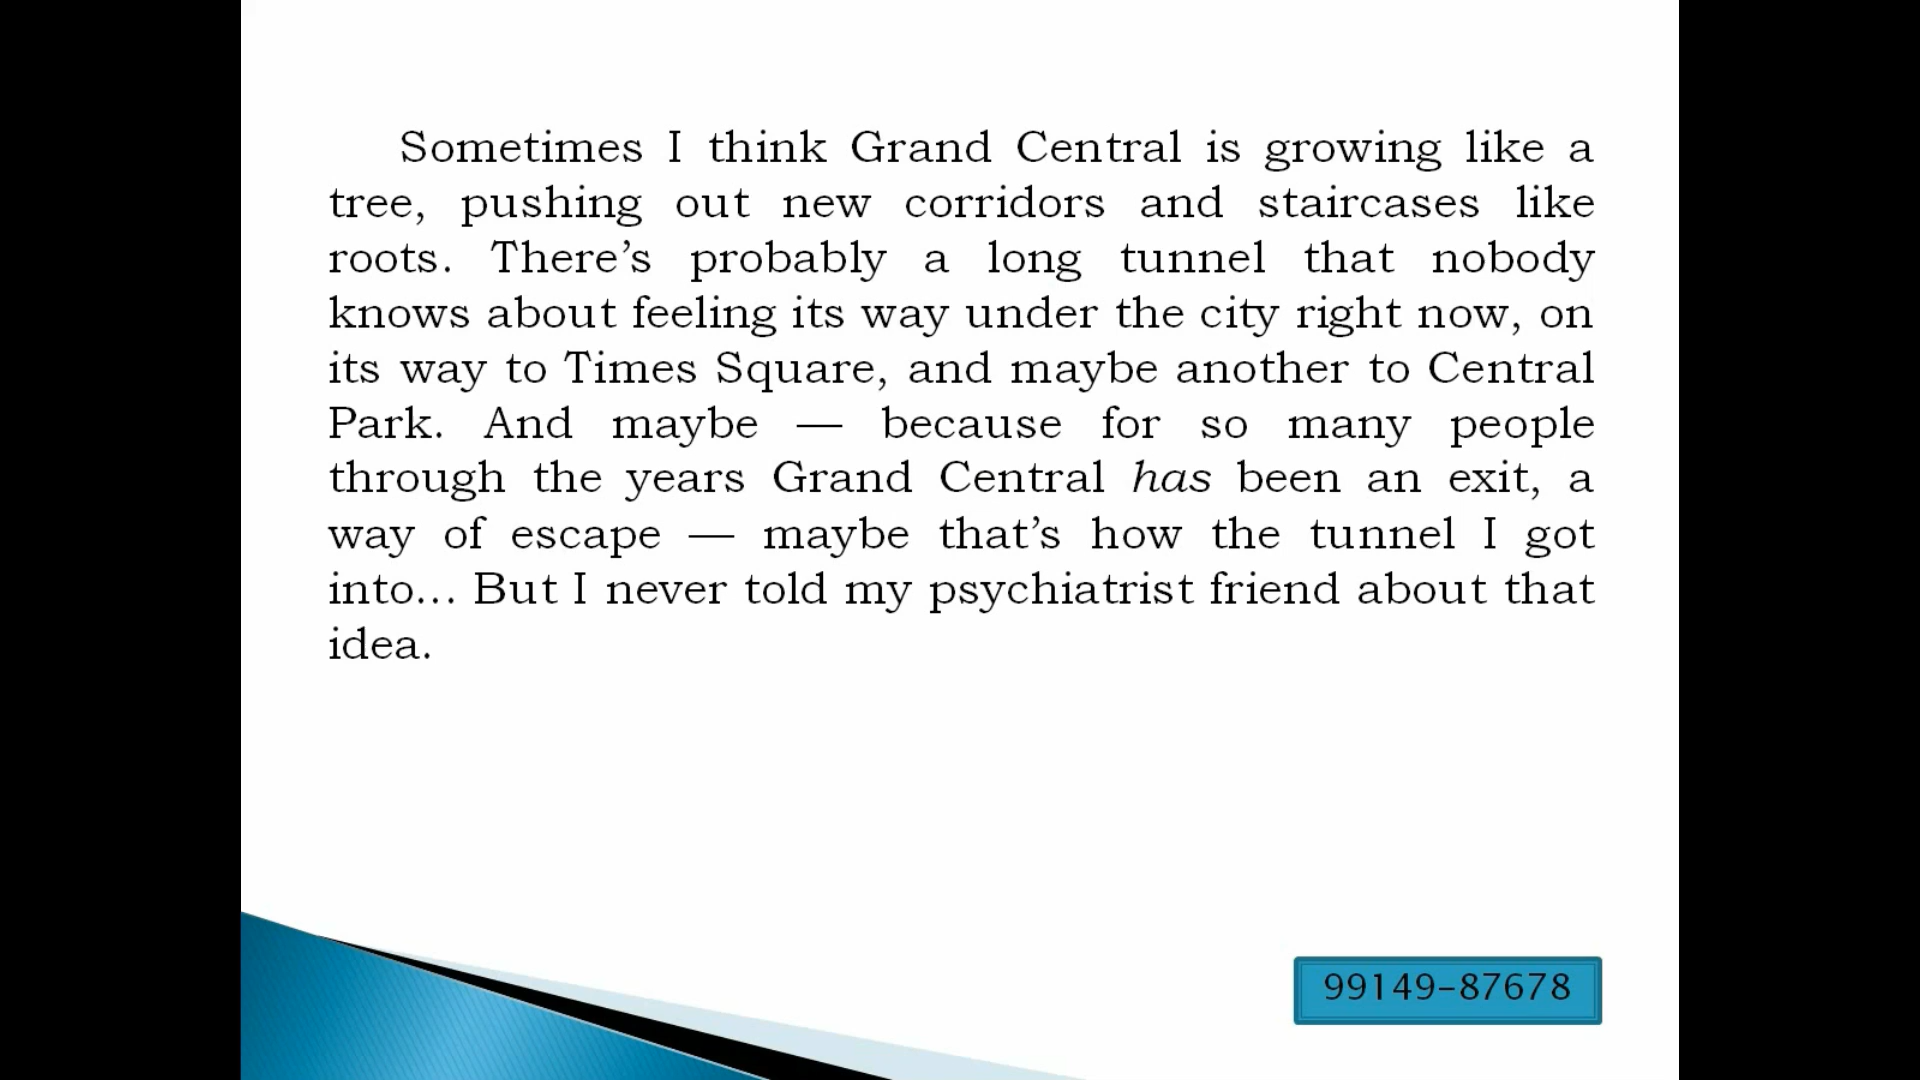 Sometimes I think Grand Central is growing like a
tree, pushing out new corridors and staircases like
roots. There’s probably a long tunnel that nobody
knows about feeling its way under the city right now, on
its way to Times Square, and maybe another to Central
Park. And maybe — because for so many people
through the years Grand Central has been an exit, a
way of escape — maybe that’s how the tunnel I got
into... But I never told my psychiatrist friend about that
idea.
99149-87678